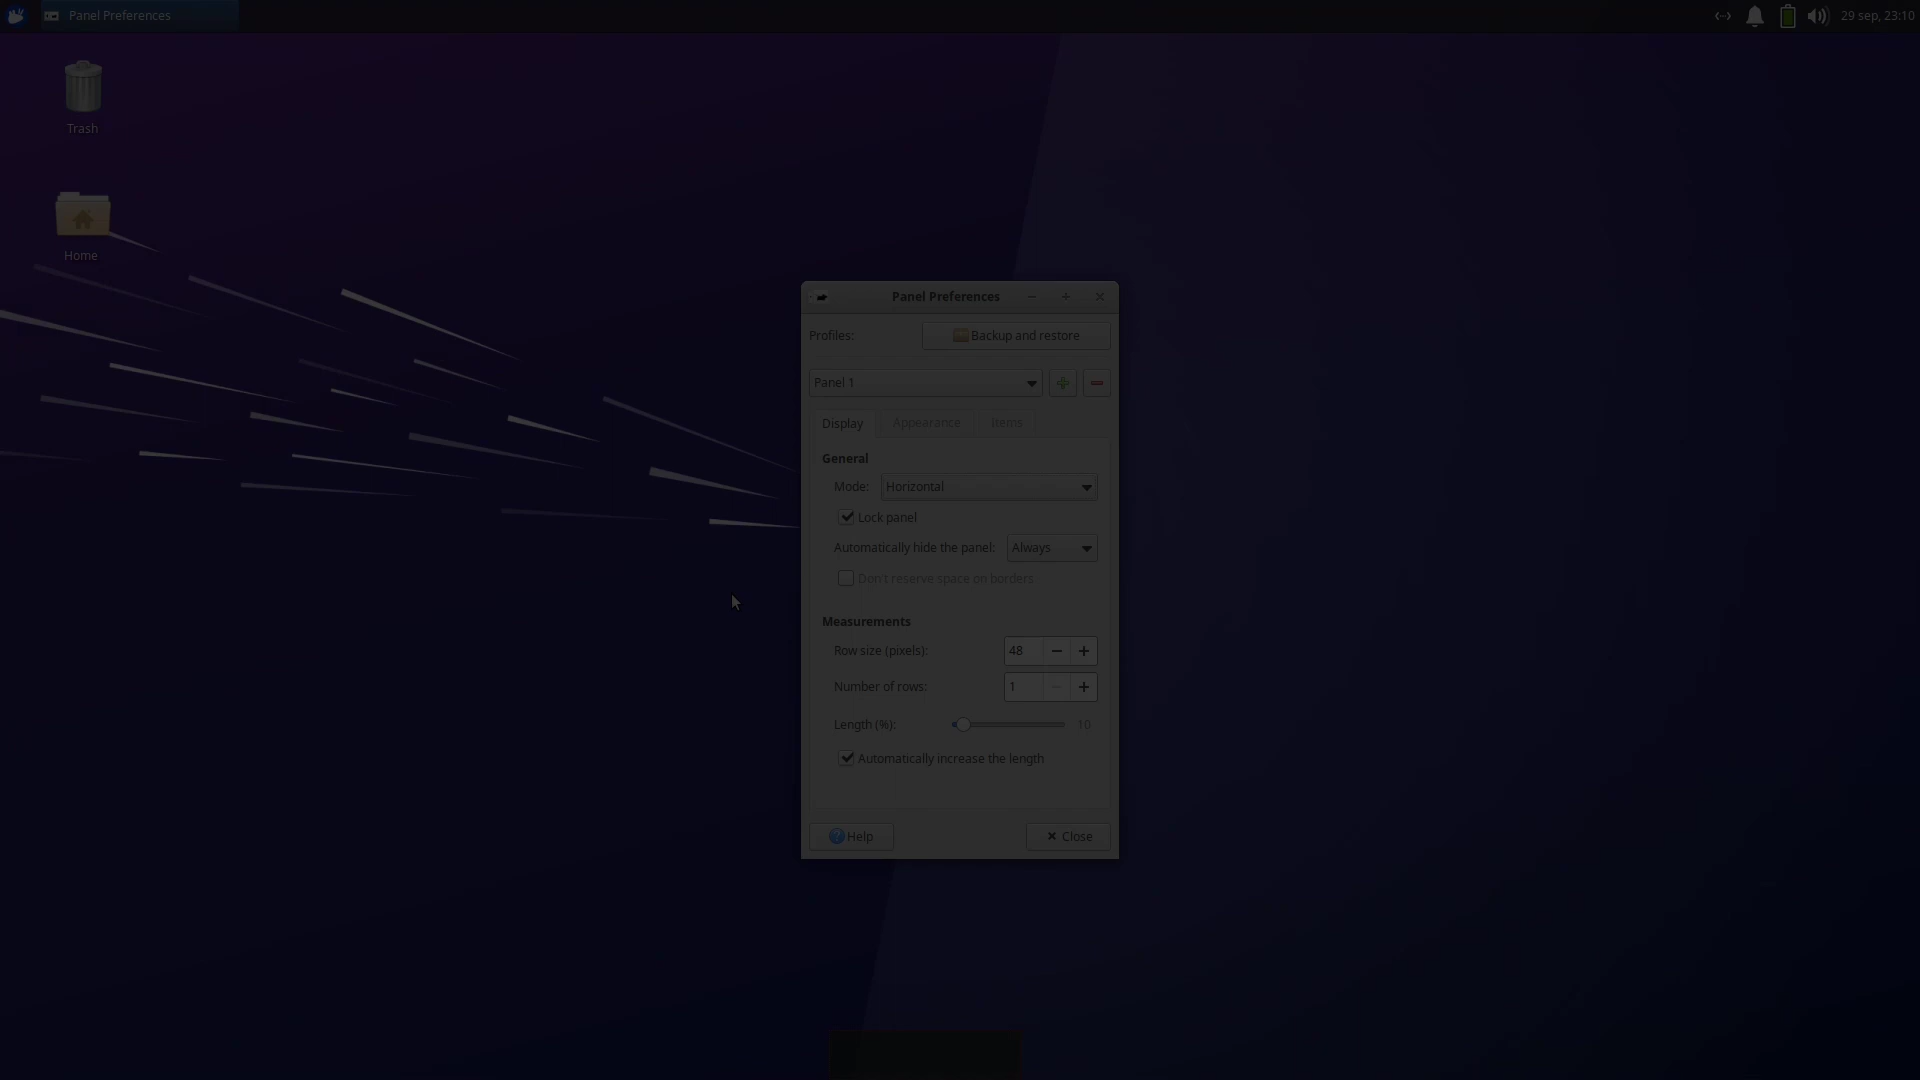 Panel Preferences
29 sep, 23:10
Trash
Home
Panel Preferences
Profiles:
Backup and restore
Panel 1
Display
Appearance
Items
General
Mode:
Horizontal
Lock panel
Automatically hide the panel:
Always
Don't reserve space on borders
Measurements
Row size (pixels):
48
Number of rows:
1
Length (%):
10
Automatically increase the length
Help
Close